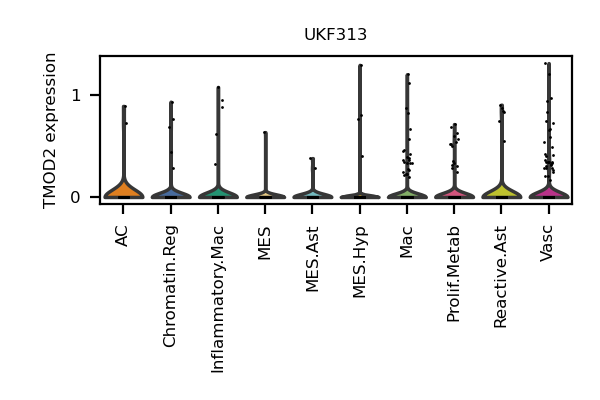 UKF313
TMOD2 expression
1
0
AC
Chromatin.Reg
Inflammatory.Mac
MES
MES.Ast
MES.Hyp
Mac
Prolif.Metab
Reactive.Ast
Vasc